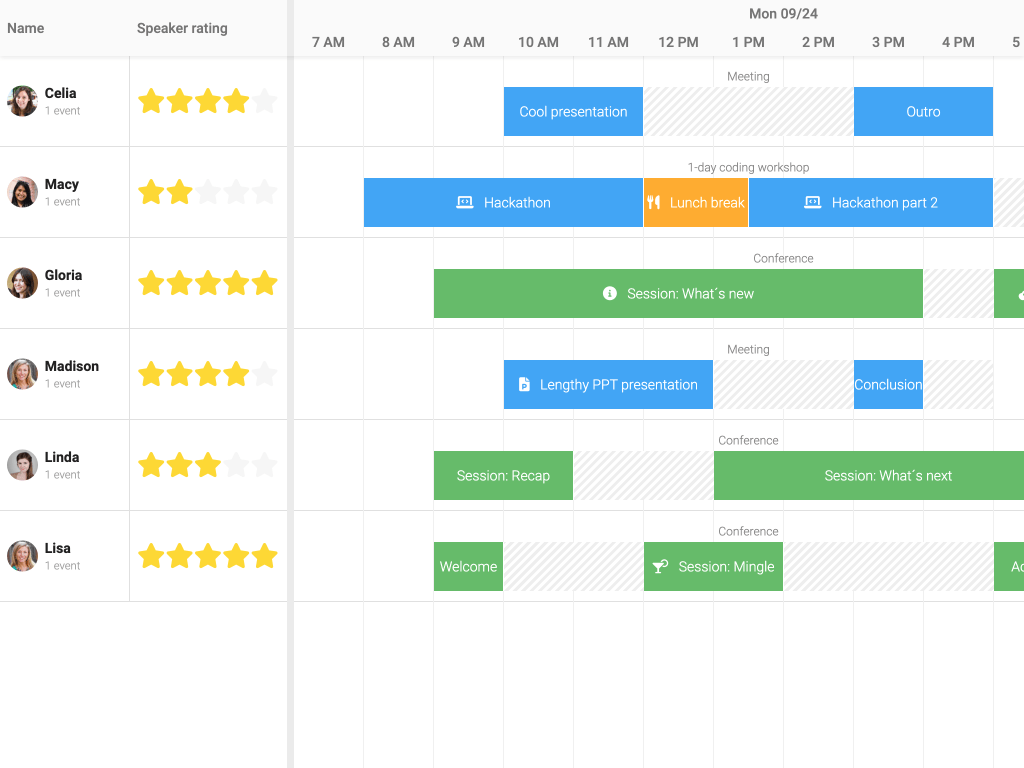 Name
Speaker rating
Mon 09/24
7 AM 8 AM 9 AM 10 AM 11 AM 12 PM 1 PM 2 PM 3 PM 4 PM 5
Celia
1 event
Meeting
Cool presentation
Outro
Macy
1 event
1-day coding workshop
Hackathon
Lunch break
Hackathon part 2
Gloria
1 event
Conference
Session: What´s new
Madison
1 event
Meeting
Lengthy PPT presentation
Conclusion
Linda
1 event
Conference
Session: Recap
Session: What´s next
Lisa
1 event
Conference
Welcome
Session: Mingle